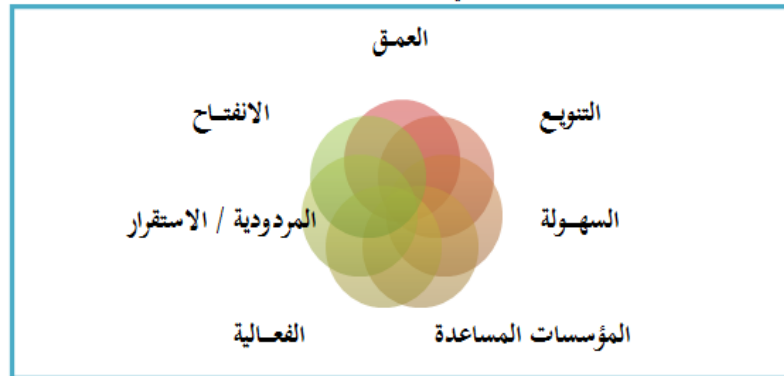 العمـق
التنويـع
الانفتـاح
السهـولة
المردودية / الاستقرار
المؤسسات المساعدة
الفعـالية